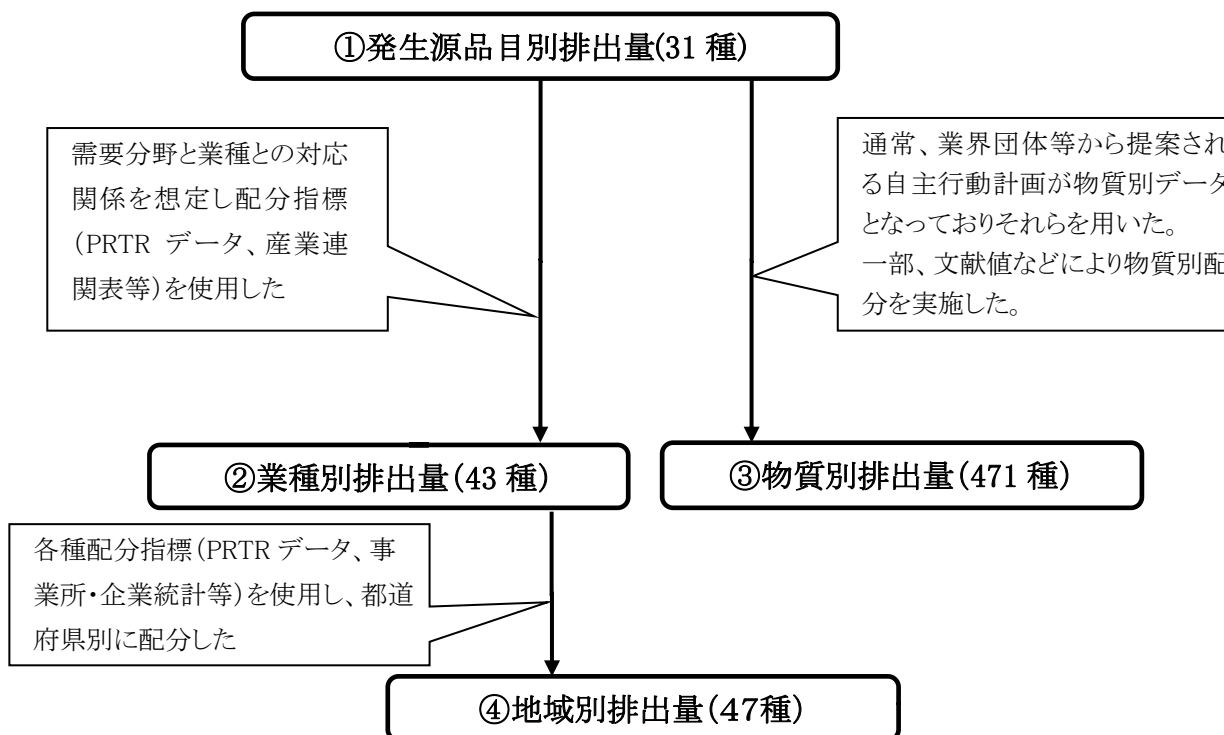 ①発生源品目別排出量(31 種)
需要分野と業種との対応
関係を想定し配分指標
(PRTR データ、産業連
関表等)を使用した
通常、業界団体等から提案され
る自主行動計画が物質別データ
となっておりそれらを用いた。
一部、文献値などにより物質別配
分を実施した。
②業種別排出量(43 種)
③物質別排出量(471 種)
各種配分指標(PRTR データ、事
業所・企業統計等)を使用し、都道
府県別に配分した
④地域別排出量(47種)